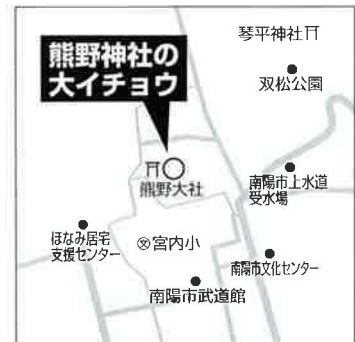 琴平神社
双松公園
熊野神社の
大イチョウ
熊野大社
南陽市上水道
受水場
ほなみ居宅
支援センター
宮内小
南陽市文化センター
南陽市武道館